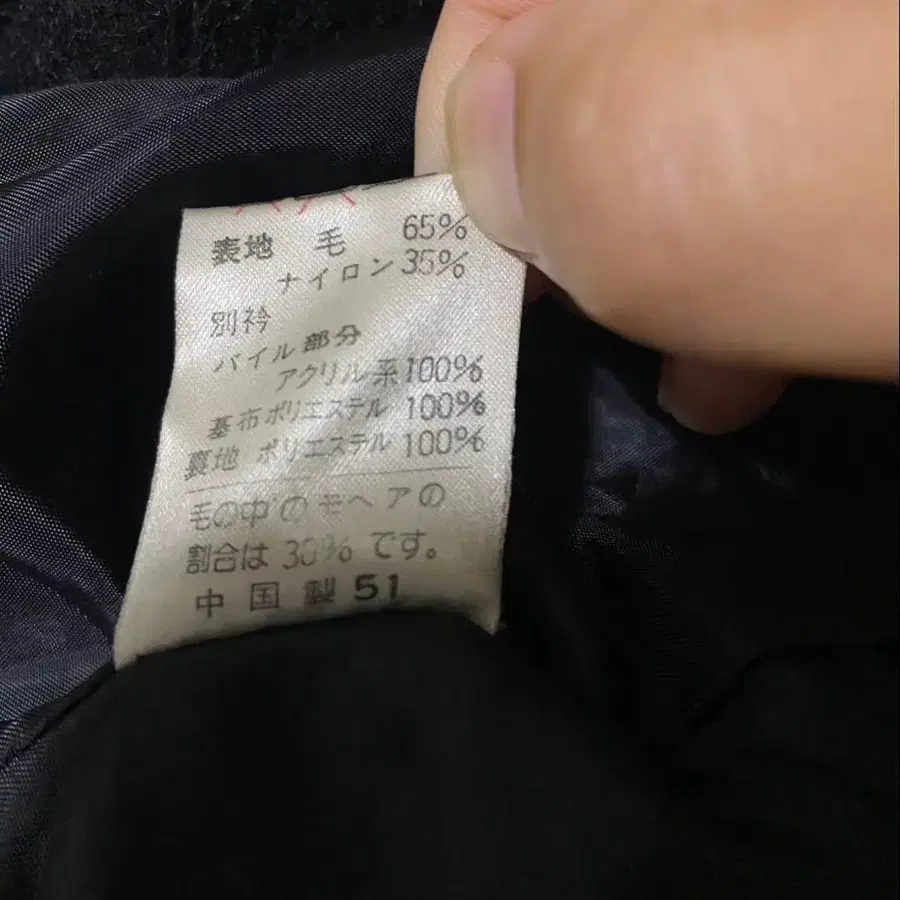 表地 毛 65%
ナイロン 35%
別衿
パイル部分
アクリル系 100%
基布ポリエステル 100%
裏地 ポリエステル 100%
毛の中のモヘアの
割合は 30% です。
中国製 51